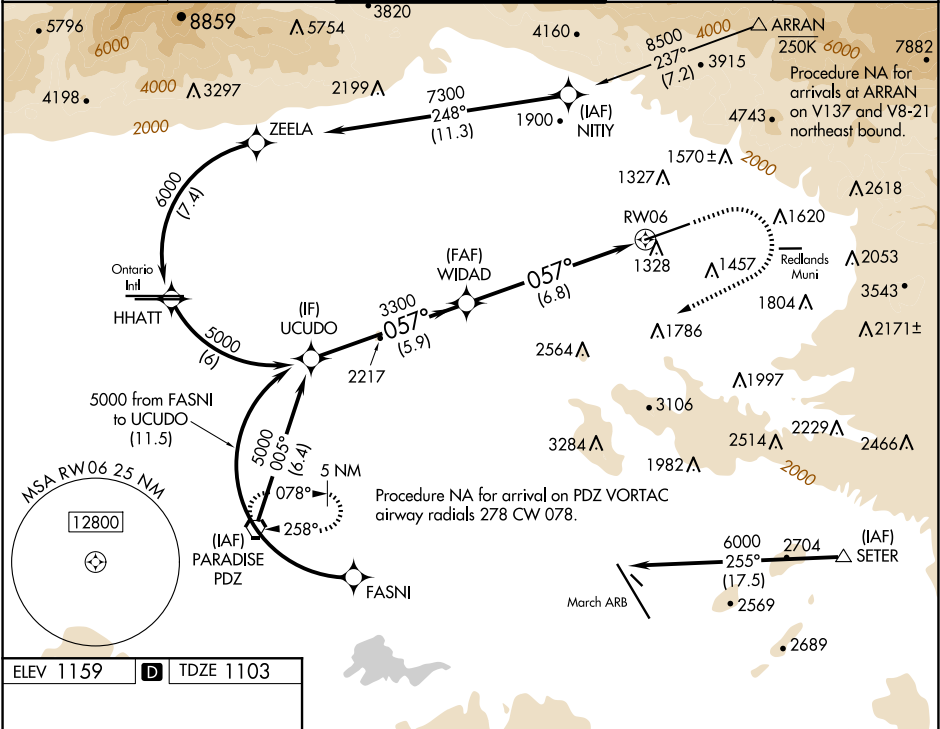 5796
8859
5754
3820
4160
ARRAN
250K
6000
4000
6000
7882
8500
237°
(7.2)
3915
Procedure NA for
arrivals at ARRAN
on V137 and V8-21
northeast bound.
4198
4000
3297
2199
7300
248°
(11.3)
1900
(IAF)
NITIY
4743
2000
ZEELA
1570±
2000
1327
6000
(7.4)
2618
RW06
1620
1328
1457
Redlands
Muni
2053
3543
1804
2171±
Ontario
Intl
HHATT
(FAF)
WIDAD
057°
(6.8)
(IF)
UCUDO
3300
057°
(5.9)
1786
5000
(6)
2217
2564
1997
5000 from FASNI
to UCUDO
(11.5)
3106
2229
5000
005°
(6.4)
3284
2514
2466
1982
2000
MSA RW06 25 NM
12800
5 NM
078°
258°
Procedure NA for arrival on PDZ VORTAC
airway radials 278 CW 078.
(IAF)
PARADISE
PDZ
FASNI
6000
255°
(17.5)
2704
(IAF)
SETER
March ARB
2569
2689
ELEV 1159 D TDZE 1103